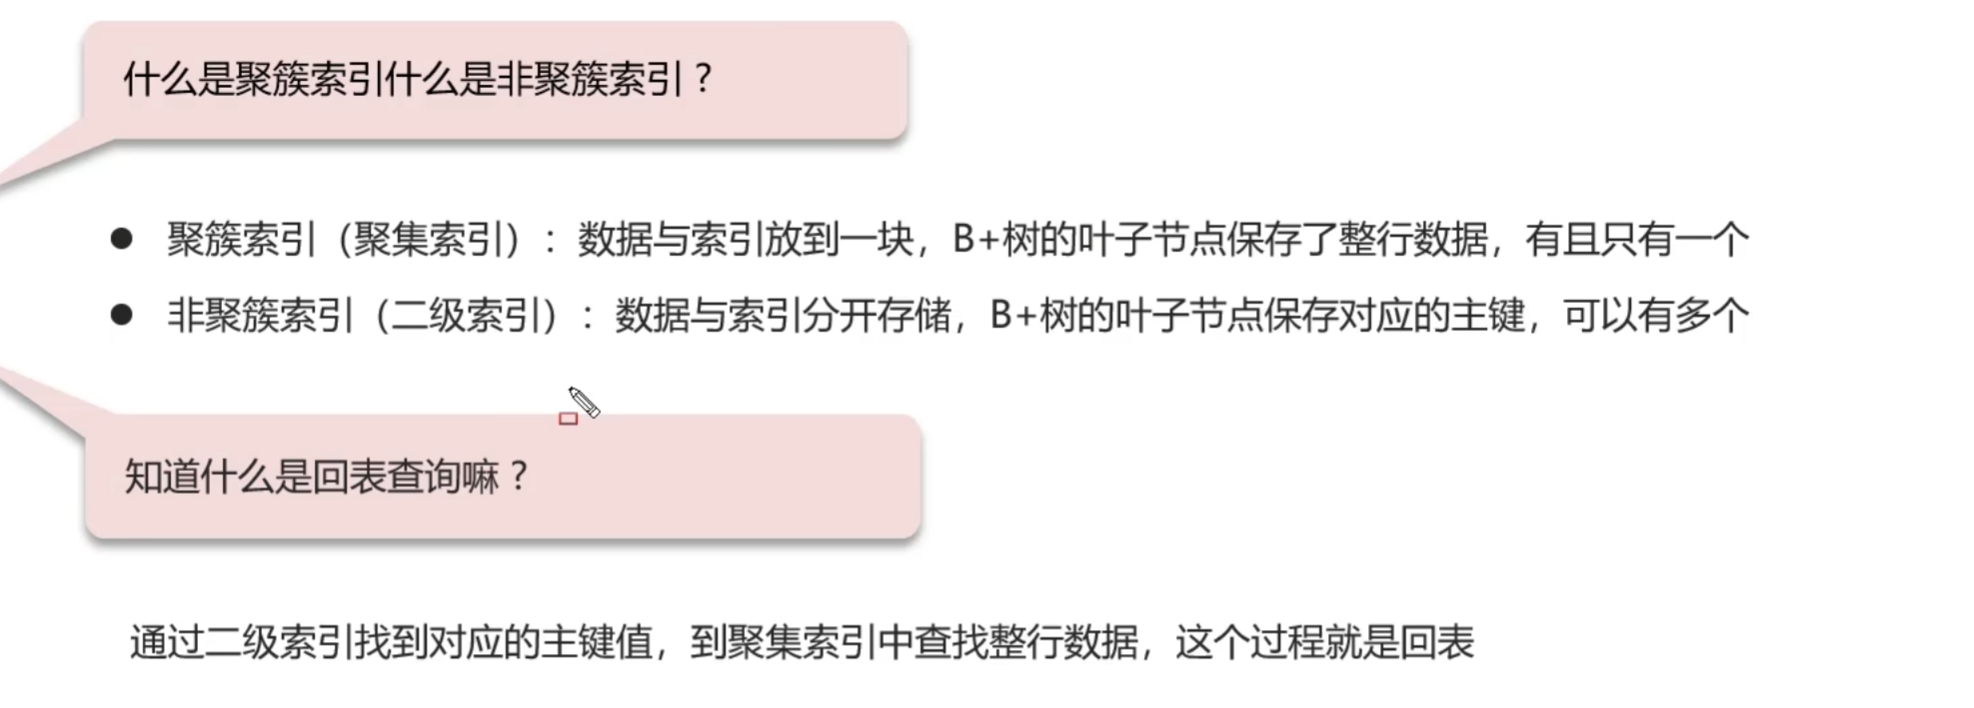 什么是聚簇索引什么是非聚簇索引？
● 聚簇索引（聚集索引）：数据与索引放到一块，B+树的叶子节点保存了整行数据，有且只有一个
● 非聚簇索引（二级索引）：数据与索引分开存储，B+树的叶子节点保存对应的主键，可以有多个
知道什么是回表查询嘛？
通过二级索引找到对应的主键值，到聚集索引中查找整行数据，这个过程就是回表